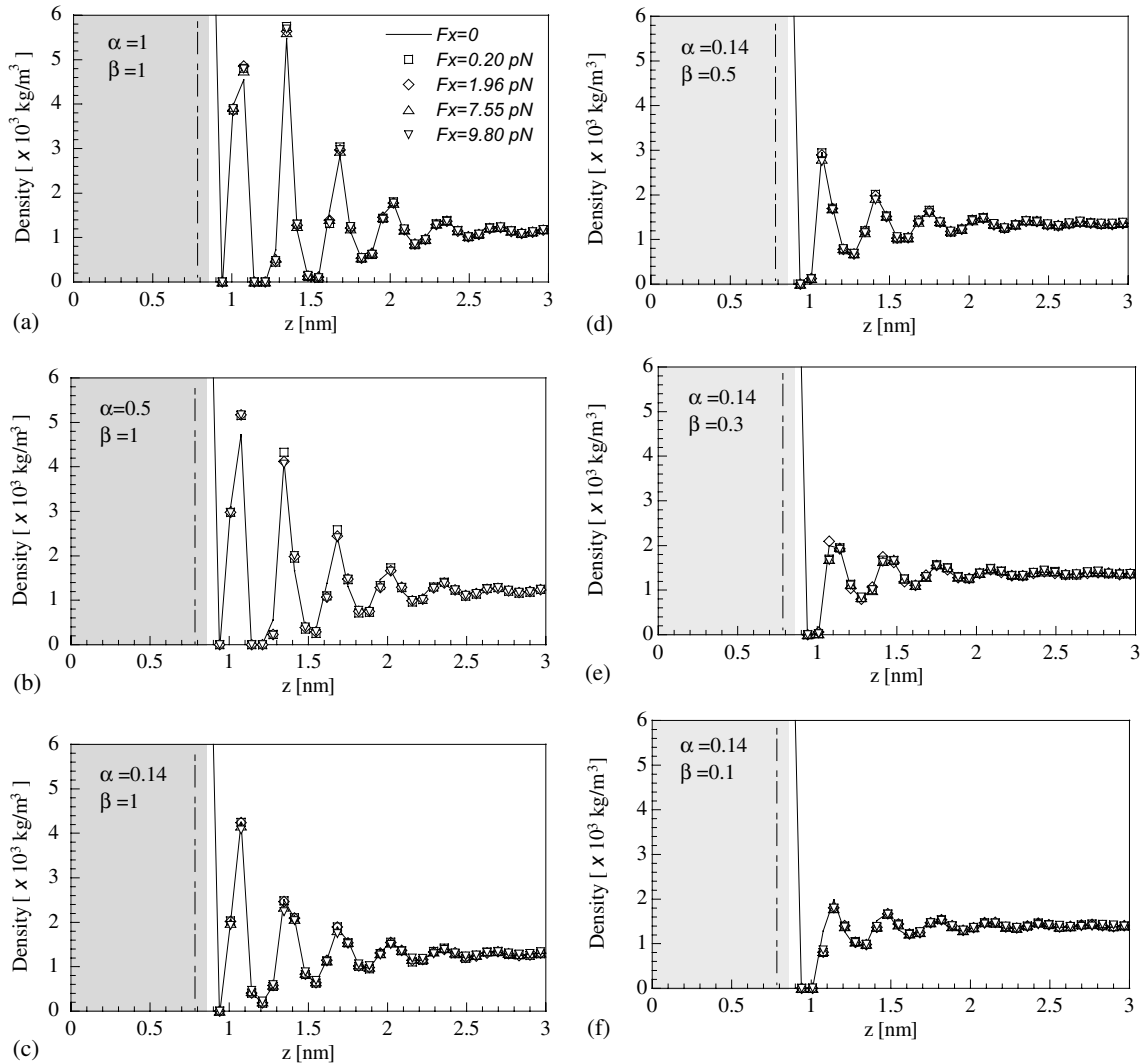 6
5
4
3
2
1
0
Density [ x 10³ kg/m³ ]
α =1
β =1
Fx=0
Fx=0.20 pN
Fx=1.96 pN
Fx=7.55 pN
Fx=9.80 pN
0 0.5 1 1.5 2 2.5 3
z [nm]
(a)
6
5
4
3
2
1
0
Density [ x 10³ kg/m³ ]
α=0.5
β =1
0 0.5 1 1.5 2 2.5 3
z [nm]
(b)
6
5
4
3
2
1
0
Density [ x 10³ kg/m³ ]
α =0.14
β =1
0 0.5 1 1.5 2 2.5 3
z [nm]
(c)
6
5
4
3
2
1
0
Density [ x 10³ kg/m³ ]
α =0.14
β =0.5
0 0.5 1 1.5 2 2.5 3
z [nm]
(d)
6
5
4
3
2
1
0
Density [ x 10³ kg/m³ ]
α =0.14
β =0.3
0 0.5 1 1.5 2 2.5 3
z [nm]
(e)
6
5
4
3
2
1
0
Density [ x 10³ kg/m³ ]
α =0.14
β =0.1
0 0.5 1 1.5 2 2.5 3
z [nm]
(f)